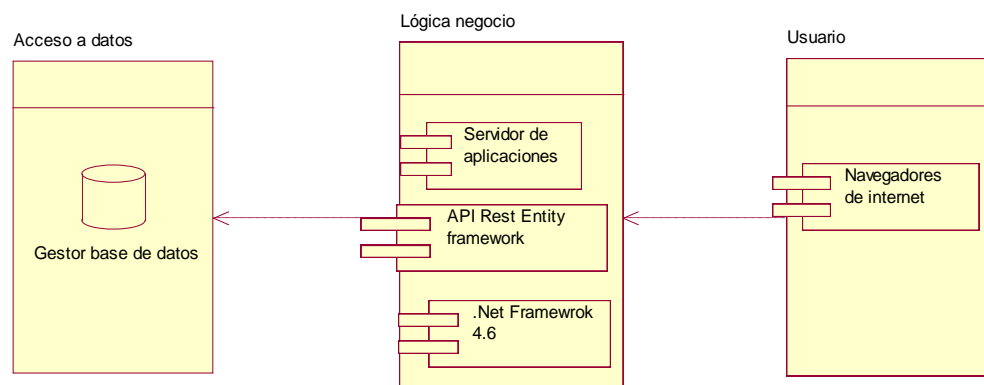 Acceso a datos
Gestor base de datos
Lógica negocio
Servidor de
aplicaciones
API Rest Entity
framework
.Net Framewrok
4.6
Usuario
Navegadores
de internet